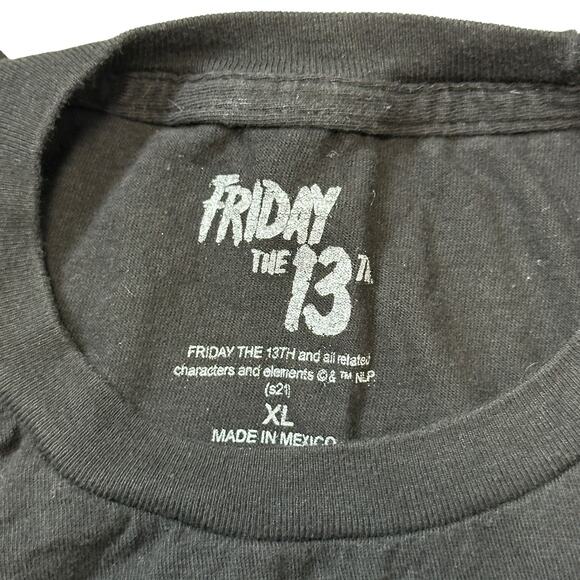 FRIDAY
THE 13TH
FRIDAY THE 13TH and all related
characters and elements © & ™ NLP.
(s21)
XL
MADE IN MEXICO